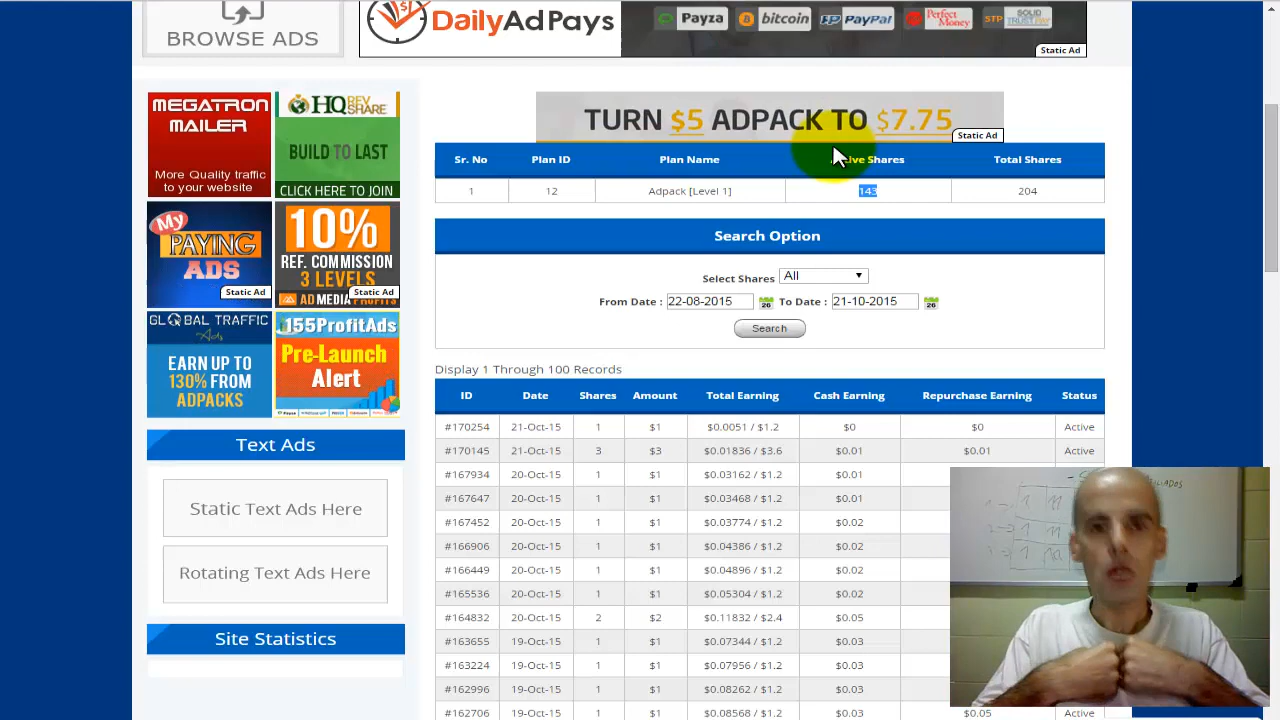 BROWSE ADS
DailyAdPays
Payza
bitcoin
PayPal
Perfect Money
STP SOLID TRUST PAY
Static Ad
MEGATRON MAILER
More Quality traffic to your website
HQ REV SHARE
BUILD TO LAST
CLICK HERE TO JOIN
My PAYING ADS
Static Ad
10%
REF. COMMISSION
3 LEVELS
AD MEDIA PROFITS
Static Ad
GLOBAL TRAFFIC Ads
EARN UP TO 130% FROM ADPACKS
155ProfitAds
Pre-Launch Alert
Text Ads
Static Text Ads Here
Rotating Text Ads Here
Site Statistics
TURN $5 ADPACK TO $7.75
Static Ad
Sr. No Plan ID Plan Name Active Shares Total Shares
1 12 Adpack [Level 1] 143 204
Search Option
Select Shares All
From Date : 22-08-2015 To Date : 21-10-2015
Search
Display 1 Through 100 Records
ID Date Shares Amount Total Earning Cash Earning Repurchase Earning Status
#170254 21-Oct-15 1 $1 $0.0051 / $1.2 $0 $0 Active
#170145 21-Oct-15 3 $3 $0.01836 / $3.6 $0.01 $0.01 Active
#167934 20-Oct-15 1 $1 $0.03162 / $1.2 $0.01
#167647 20-Oct-15 1 $1 $0.03468 / $1.2 $0.01
#167452 20-Oct-15 1 $1 $0.03774 / $1.2 $0.02
#166906 20-Oct-15 1 $1 $0.04386 / $1.2 $0.02
#166449 20-Oct-15 1 $1 $0.04896 / $1.2 $0.02
#165536 20-Oct-15 1 $1 $0.05304 / $1.2 $0.02
#164832 20-Oct-15 2 $2 $0.11832 / $2.4 $0.05
#163655 19-Oct-15 1 $1 $0.07344 / $1.2 $0.03
#163224 19-Oct-15 1 $1 $0.07956 / $1.2 $0.03
#162996 19-Oct-15 1 $1 $0.08262 / $1.2 $0.03
#162706 19-Oct-15 1 $1 $0.08568 / $1.2 $0.03 $0.05 Active